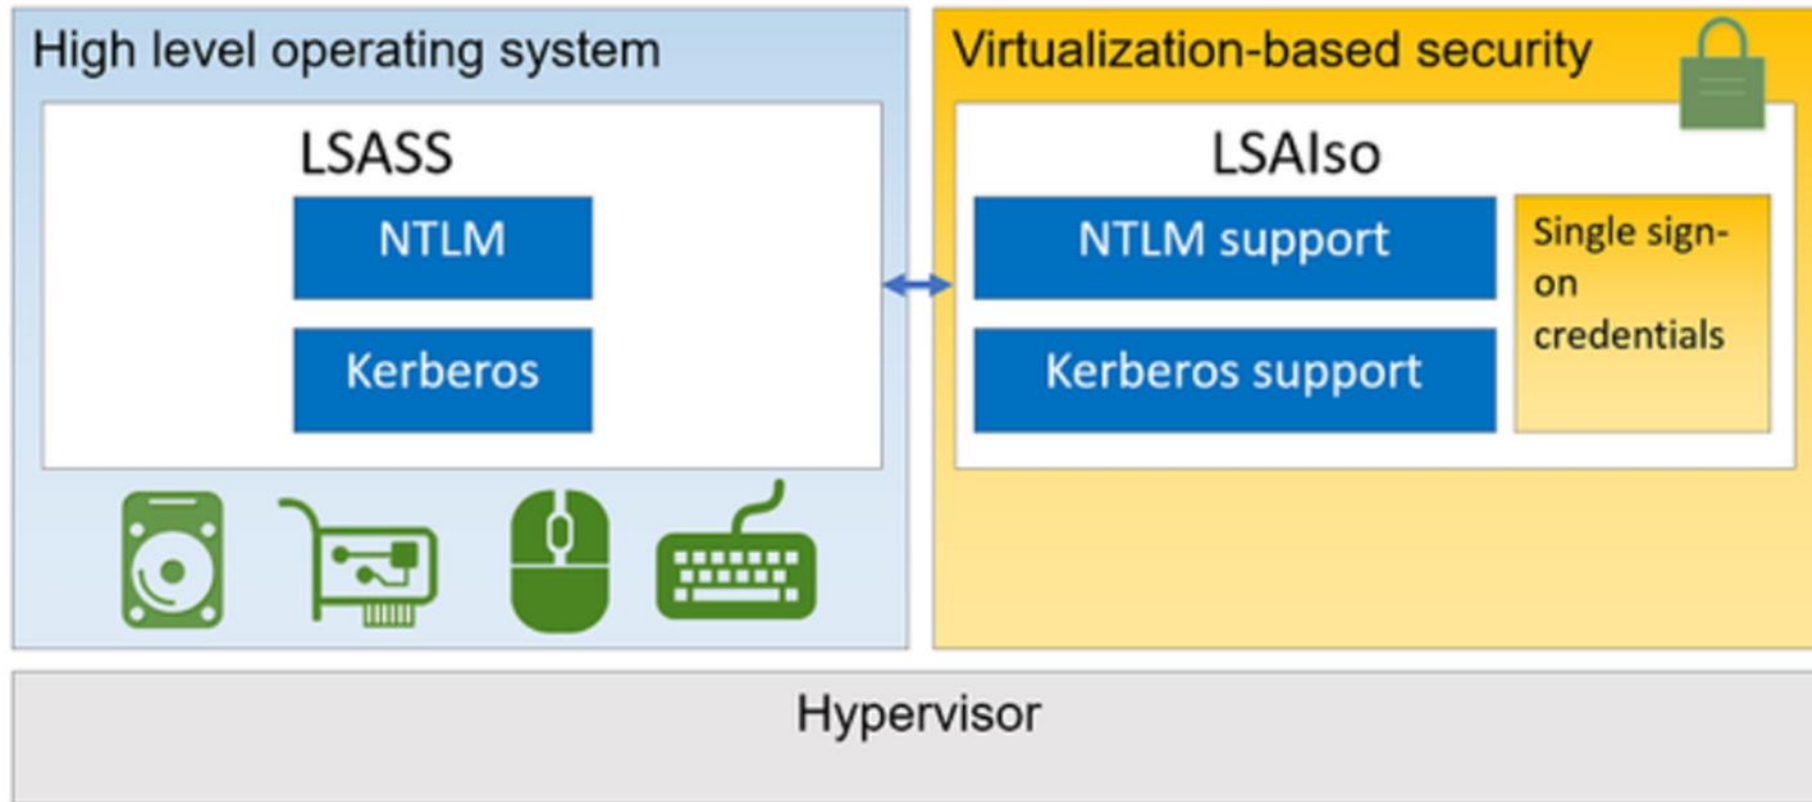 High level operating system
LSASS
NTLM
Kerberos
Virtualization-based security
LSAIso
NTLM support
Kerberos support
Single sign-
on
credentials
Hypervisor